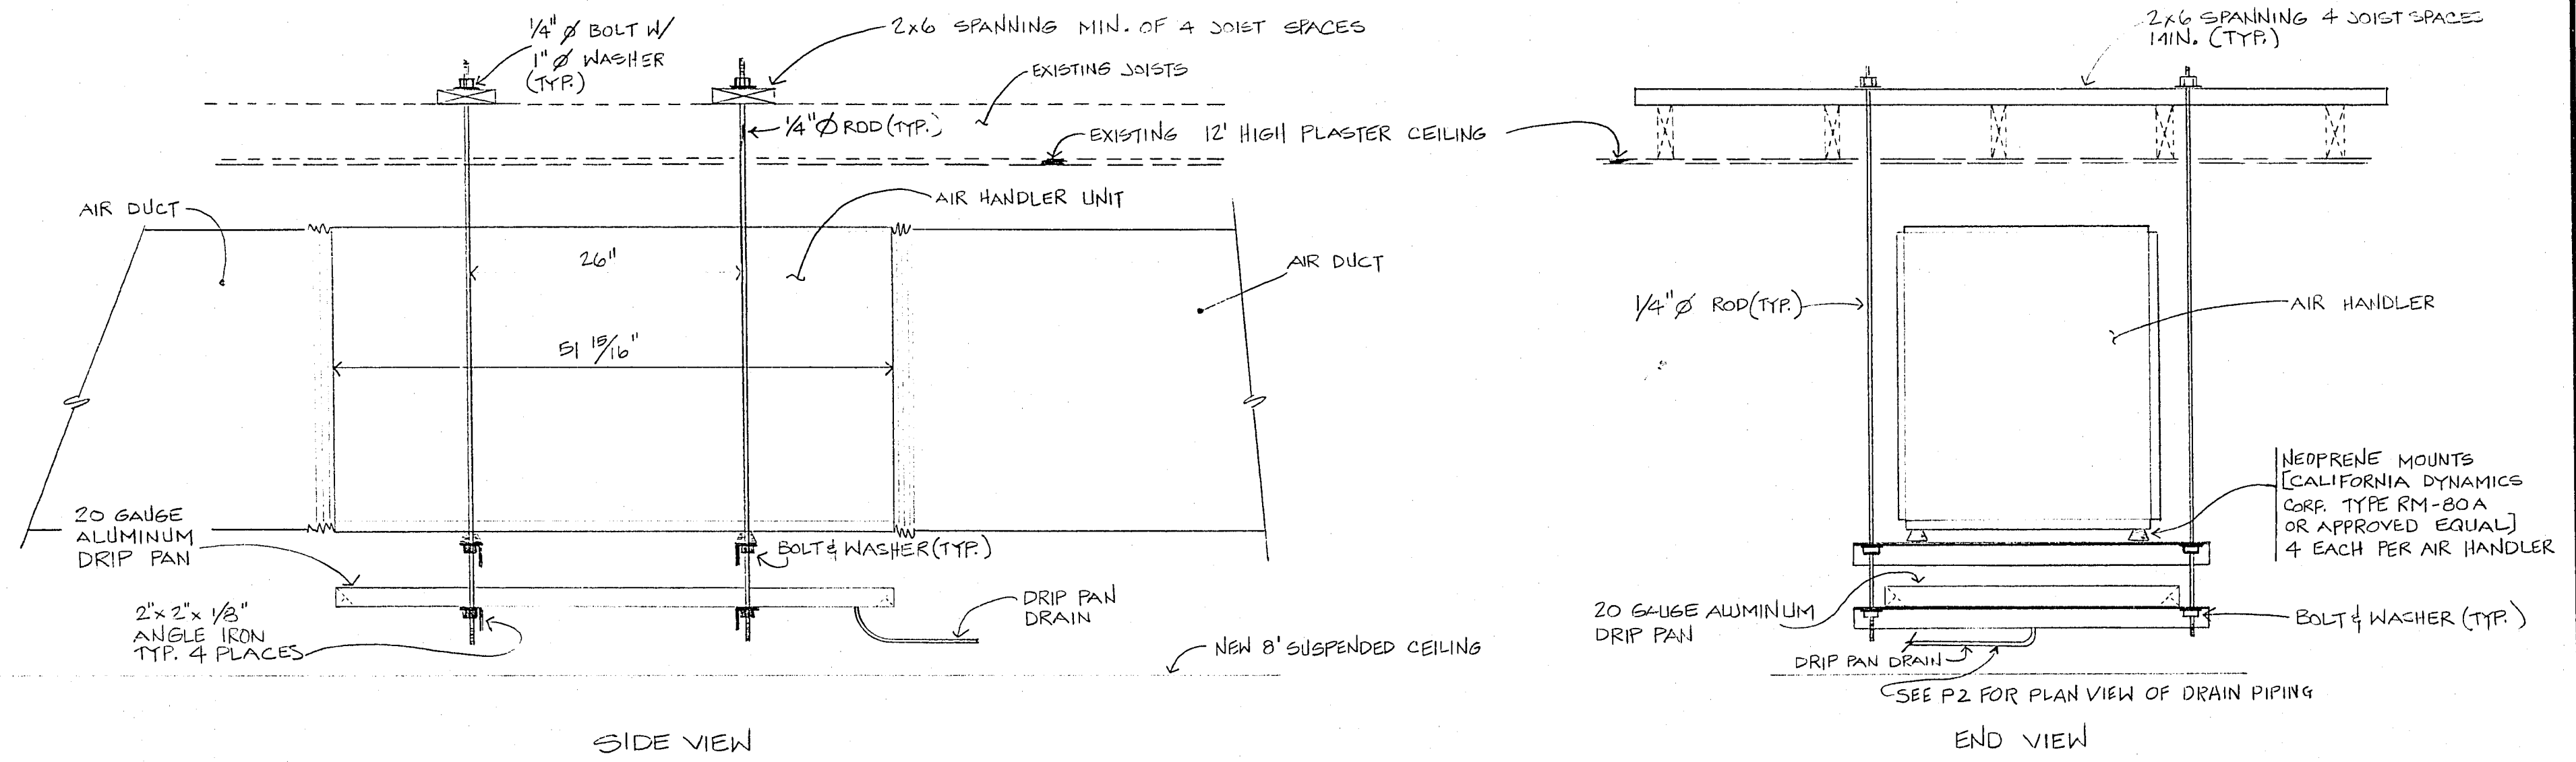 1/4" Ø BOLT W/
1" Ø WASHER
(TYP.)
2x6 SPANNING MIN. OF 4 JOIST SPACES
EXISTING JOISTS
1/4" Ø ROD (TYP.)
EXISTING 12' HIGH PLASTER CEILING
AIR DUCT
AIR HANDLER UNIT
26"
AIR DUCT
51 15/16"
20 GAUGE
ALUMINUM
DRIP PAN
BOLT & WASHER (TYP.)
2" x 2" x 1/8"
ANGLE IRON
TYP. 4 PLACES
DRIP PAN
DRAIN
NEW 8' SUSPENDED CEILING
SIDE VIEW
2x6 SPANNING 4 JOIST SPACES
MIN. (TYP.)
1/4" Ø ROD (TYP.)
AIR HANDLER
NEOPRENE MOUNTS
[CALIFORNIA DYNAMICS
CORP. TYPE RM-80A
OR APPROVED EQUAL]
4 EACH PER AIR HANDLER
20 GAUGE ALUMINUM
DRIP PAN
BOLT & WASHER (TYP.)
DRIP PAN DRAIN
SEE P2 FOR PLAN VIEW OF DRAIN PIPING
END VIEW